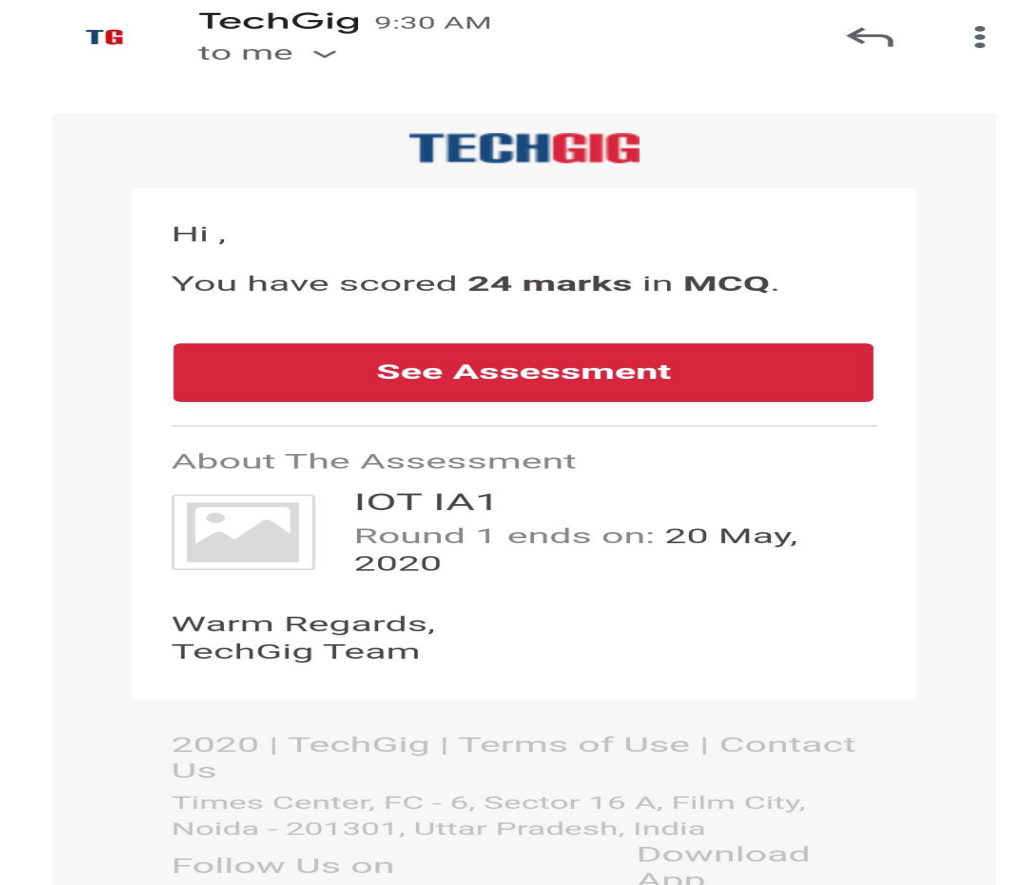 TG
TechGig 9:30 AM
to me
TECHGIG
Hi ,
You have scored 24 marks in MCQ.
See Assessment
About The Assessment
IOT IA1
Round 1 ends on: 20 May,
2020
Warm Regards,
TechGig Team
2020 | TechGig | Terms of Use | Contact
Us
Times Center, FC - 6, Sector 16 A, Film City,
Noida - 201301, Uttar Pradesh, India
Follow Us on
Download
App